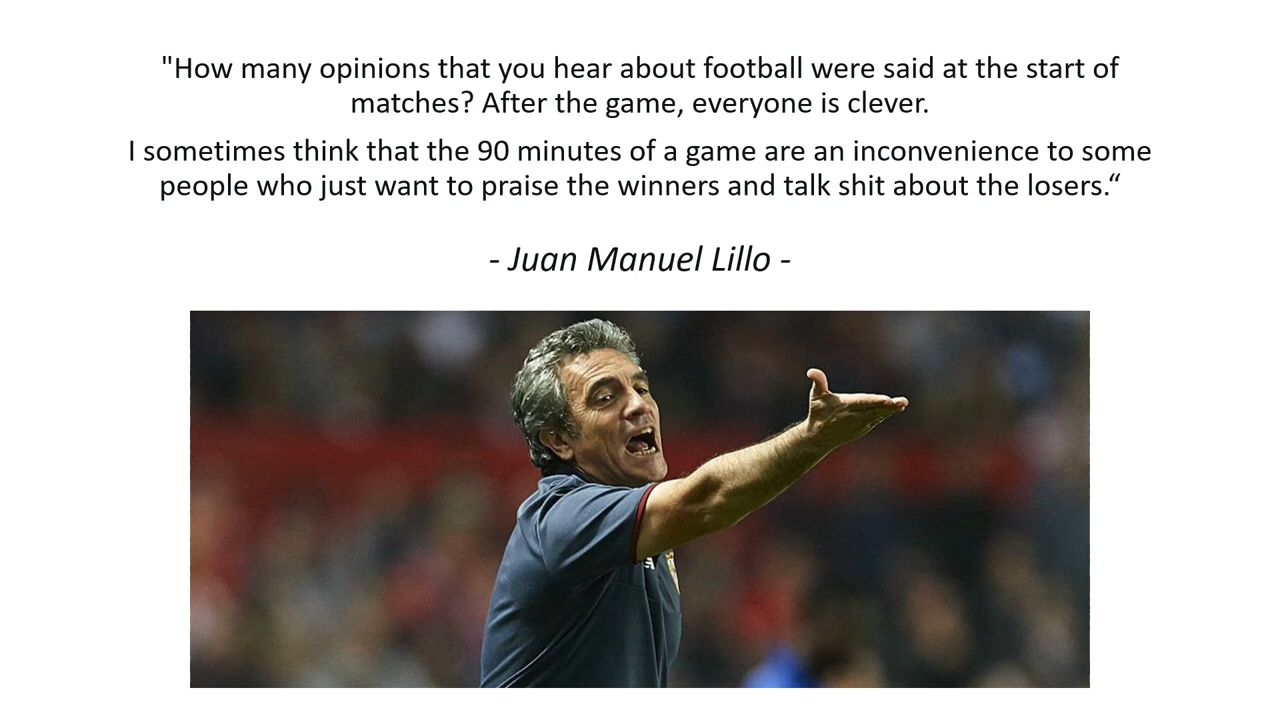 "How many opinions that you hear about football were said at the start of
matches? After the game, everyone is clever.
I sometimes think that the 90 minutes of a game are an inconvenience to some
people who just want to praise the winners and talk shit about the losers.“
- Juan Manuel Lillo -